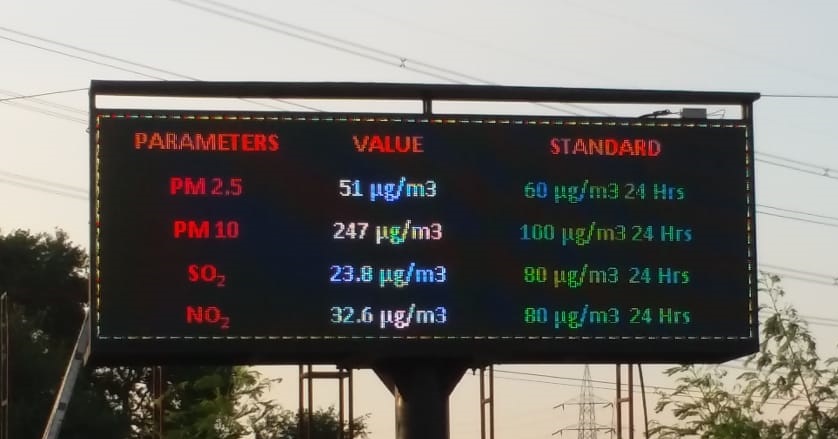 PARAMETERS VALUE STANDARD
PM 2.5 51 µg/m3 60 µg/m3 24 Hrs
PM 10 247 µg/m3 100 µg/m3 24 Hrs
SO₂ 23.8 µg/m3 80 µg/m3 24 Hrs
NO₂ 32.6 µg/m3 80 µg/m3 24 Hrs